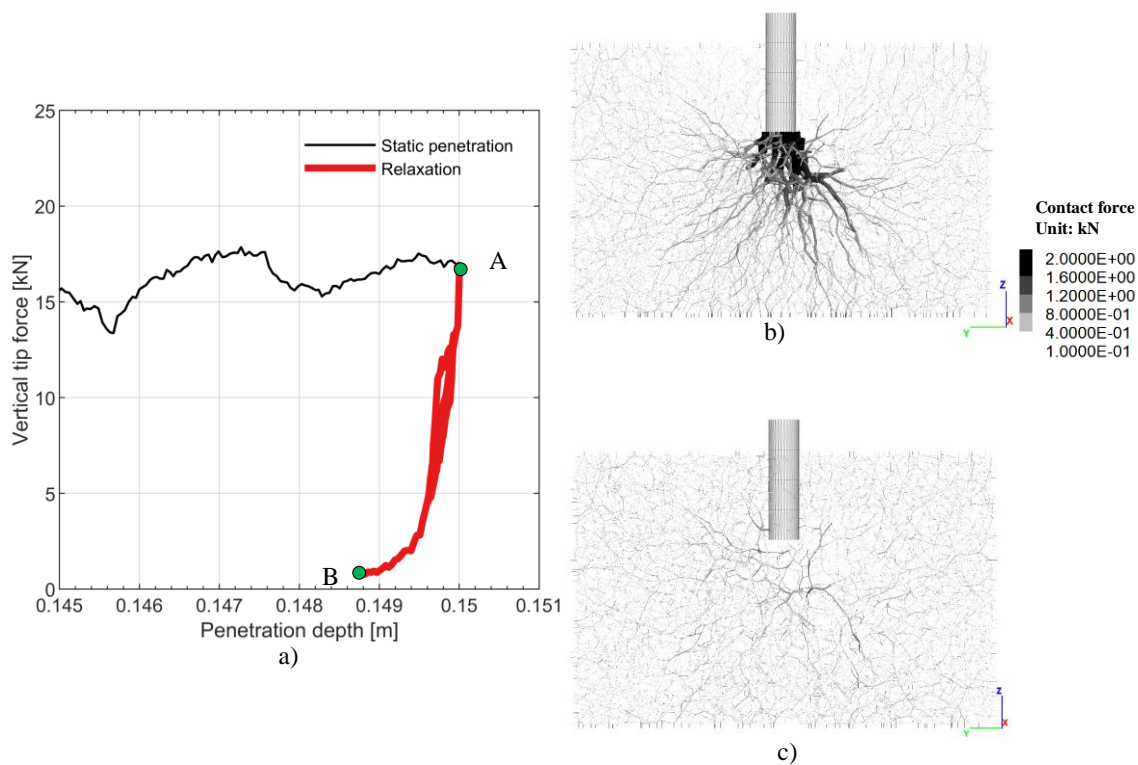 25
20
15
10
5
0
Vertical tip force [kN]
Static penetration
Relaxation
A
B
0.145 0.146 0.147 0.148 0.149 0.15 0.151
Penetration depth [m]
a)
Z
X
Y
b)
Contact force
Unit: kN
2.0000E+00
1.6000E+00
1.2000E+00
8.0000E-01
4.0000E-01
1.0000E-01
Z
X
Y
c)